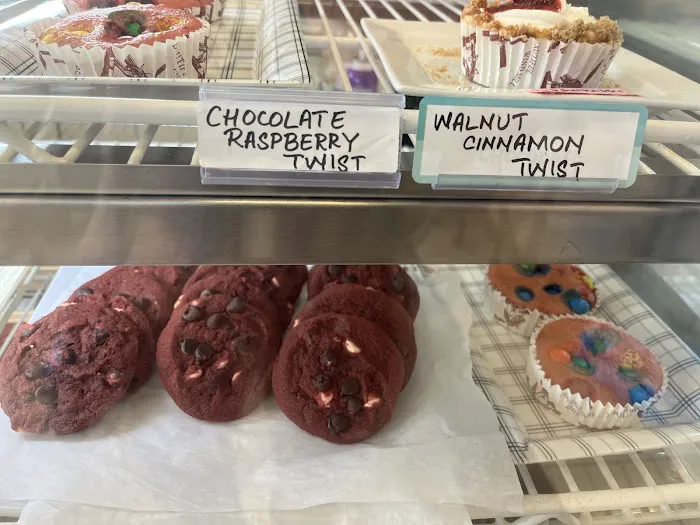 CHOCOLATE
RASPBERRY
TWIST
WALNUT
CINNAMON
TWIST